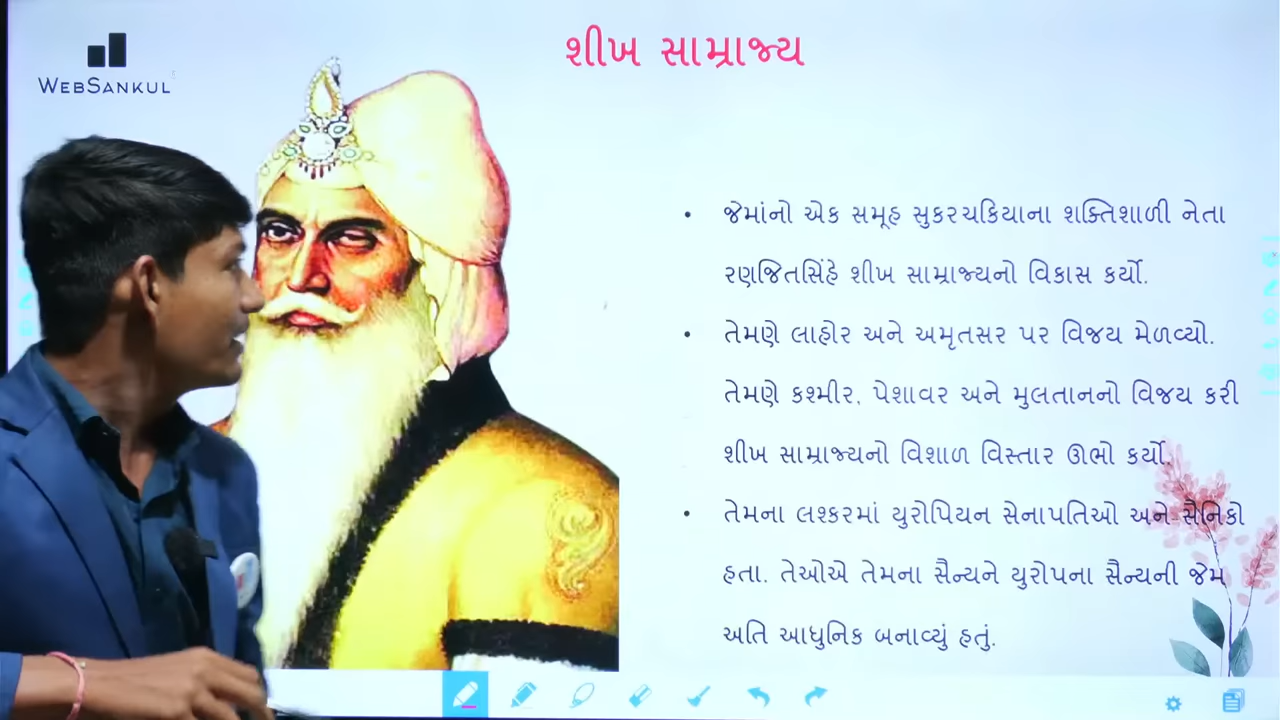 WEBSANKUL
શીખ સામ્રાજ્ય
• જેમાંનો એક સમૂહ સુકરચકિયાના શક્તિશાળી નેતા
રણજિતસિંહે શીખ સામ્રાજ્યનો વિકાસ કર્યો.
• તેમણે લાહોર અને અમૃતસર પર વિજય મેળવ્યો.
તેમણે કશ્મીર, પેશાવર અને મુલતાનનો વિજય કરી
શીખ સામ્રાજ્યનો વિશાળ વિસ્તાર ઊભો કર્યો.
• તેમના લશ્કરમાં યુરોપિયન સેનાપતિઓ અને સૈનિકો
હતા. તેઓએ તેમના સૈન્યને યુરોપના સૈન્યની જેમ
અતિ આધુનિક બનાવ્યું હતું.